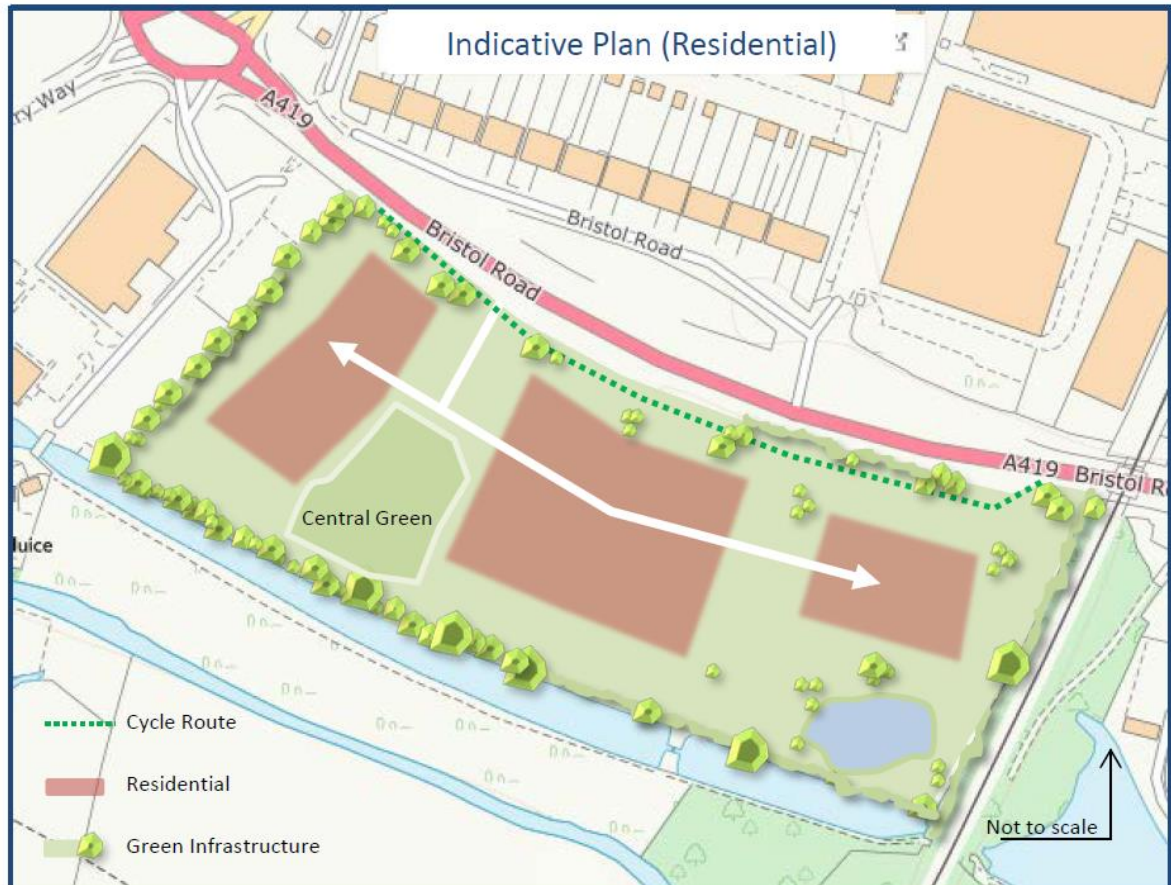 Indicative Plan (Residential)
A419
ry Way
Bristol Road
Bristol Road
A419 Bristol R
Central Green
luice
Cycle Route
Residential
Green Infrastructure
Not to scale